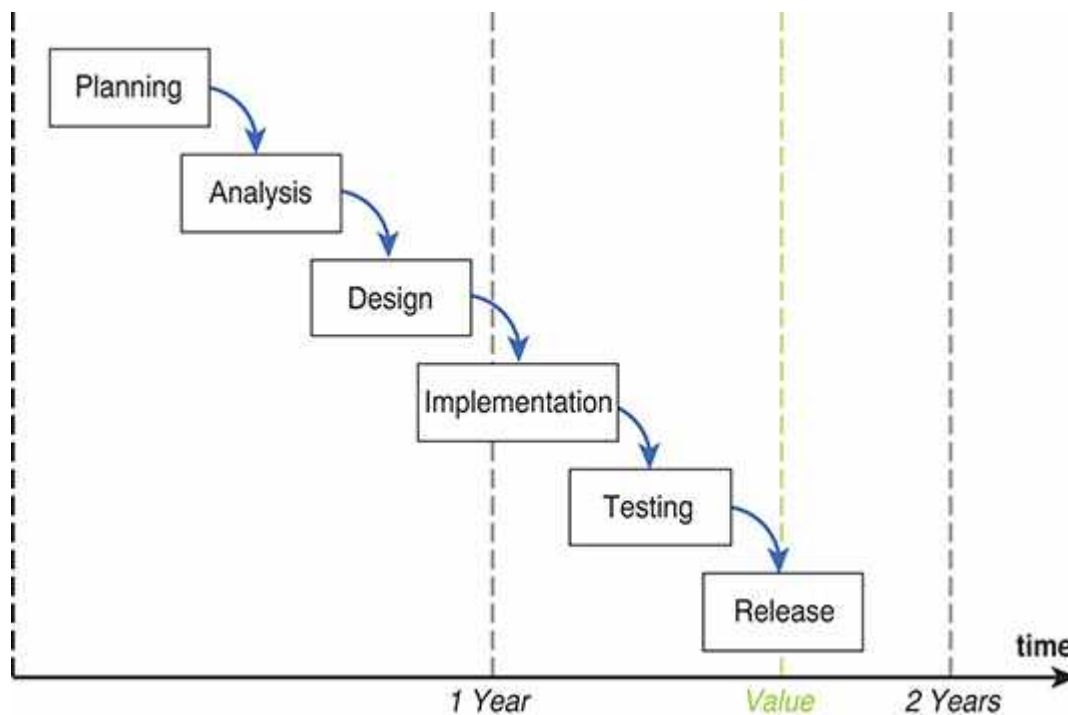 Planning
Analysis
Design
Implementation
Testing
Release
time
1 Year
Value
2 Years